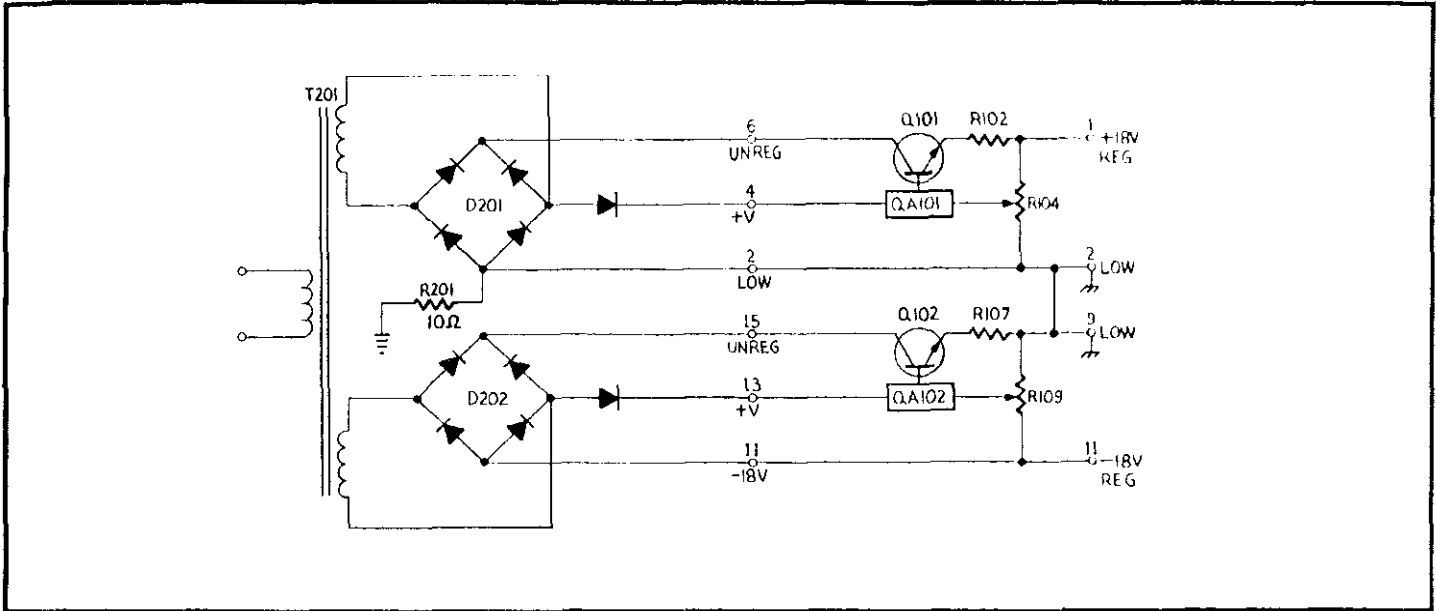 T201
D201
R201
10Ω
D202
6
UNREG
4
+V
2
LOW
15
UNREG
13
+V
11
-18V
Q101
R102
QA101
R104
Q102
R107
QA102
R109
1
+18V
REG
2
LOW
9
LOW
11
-18V
REG